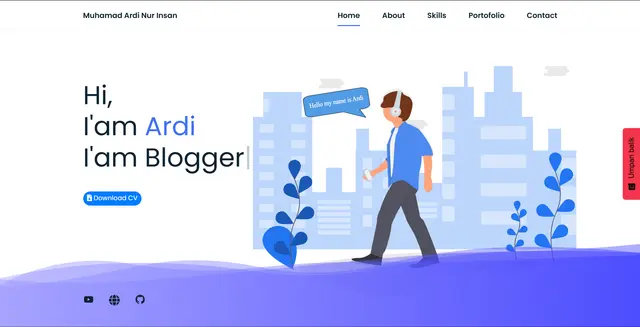 Muhamad Ardi Nur Insan
Home About Skills Portofolio Contact
Hi,
I'am Ardi
I'am Blogger
Hello my name is Ardi
Download CV
Umpan balik